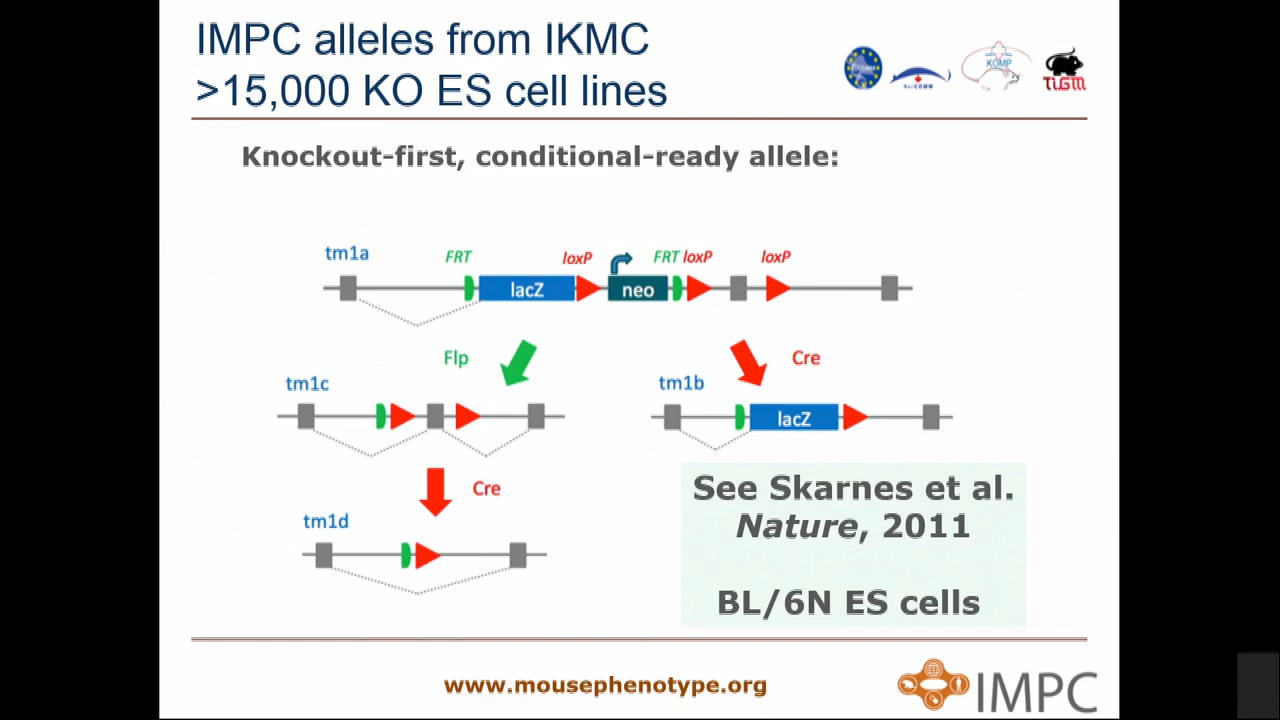 IMPC alleles from IKMC
>15,000 KO ES cell lines
KOMP
TIGM
Knockout-first, conditional-ready allele:
tm1a
FRT
loxP
FRT
loxP
loxP
lacZ
neo
Flp
Cre
tm1c
tm1b
lacZ
Cre
tm1d
See Skarnes et al.
Nature, 2011
BL/6N ES cells
www.mousephenotype.org
IMPC